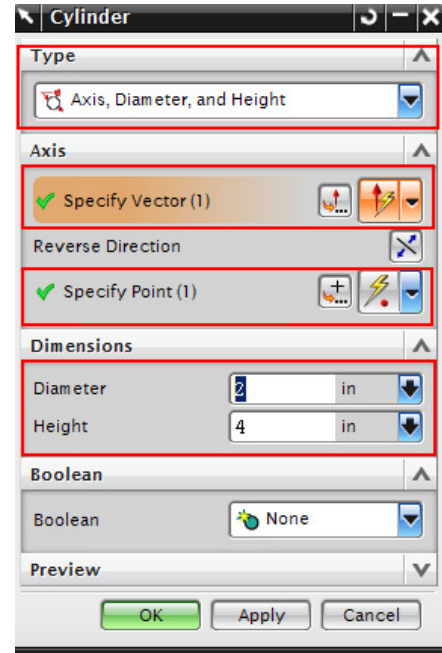 Cylinder
Type
Axis, Diameter, and Height
Axis
Specify Vector (1)
Reverse Direction
Specify Point (1)
Dimensions
Diameter 2 in
Height 4 in
Boolean
Boolean None
Preview
OK Apply Cancel